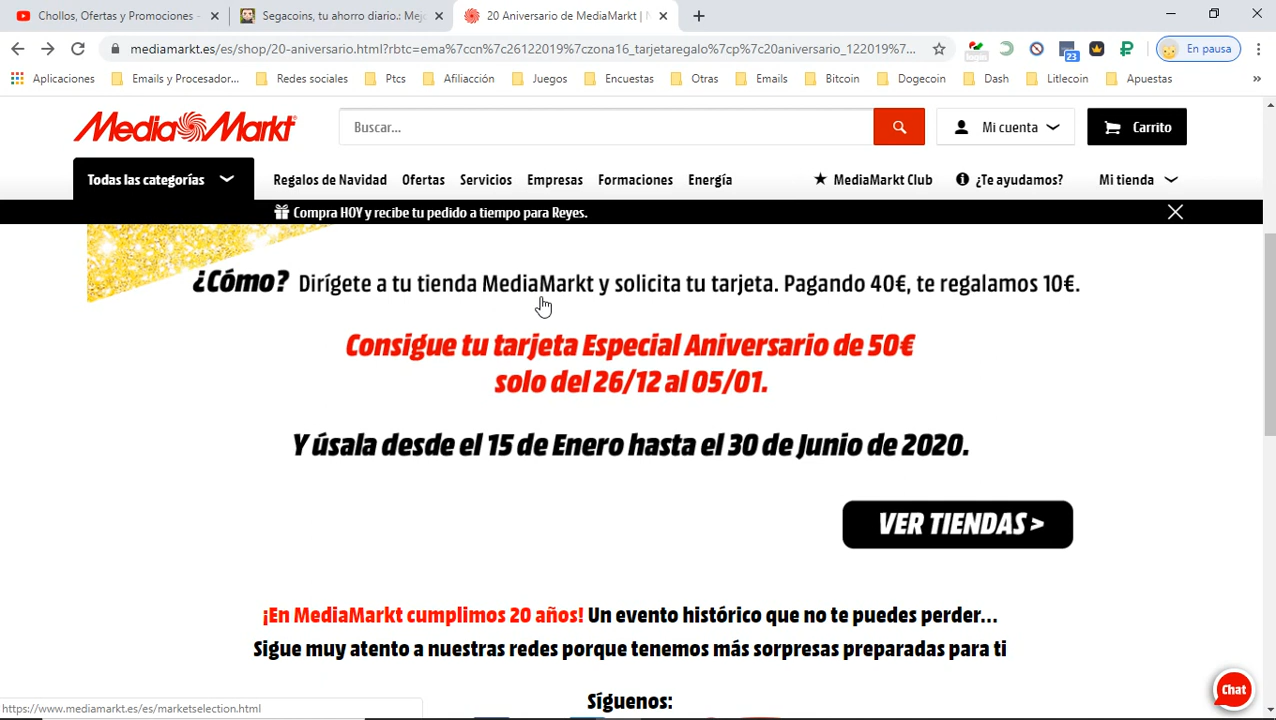 Chollos, Ofertas y Promociones -
Segacoins, tu ahorro diario.: Mejo
20 Aniversario de MediaMarkt | N
mediamarkt.es/es/shop/20-aniversario.html?rbtc=ema%7ccn%7c26122019%7czona16_tarjetaregalo%7cp%7c20aniversario_122019%7...
En pausa
23
Aplicaciones
Emails y Procesador...
Redes sociales
Ptcs
Afiliacción
Juegos
Encuestas
Otras
Emails
Bitcoin
Dogecoin
Dash
Litlecoin
Apuestas
»
MediaMarkt
Buscar...
Mi cuenta
Carrito
Todas las categorías
Regalos de Navidad
Ofertas
Servicios
Empresas
Formaciones
Energía
MediaMarkt Club
¿Te ayudamos?
Mi tienda
Compra HOY y recibe tu pedido a tiempo para Reyes.
¿Cómo? Dirígete a tu tienda MediaMarkt y solicita tu tarjeta. Pagando 40€, te regalamos 10€.
Consigue tu tarjeta Especial Aniversario de 50€
solo del 26/12 al 05/01.
Y úsala desde el 15 de Enero hasta el 30 de Junio de 2020.
VER TIENDAS >
¡En MediaMarkt cumplimos 20 años! Un evento histórico que no te puedes perder...
Sigue muy atento a nuestras redes porque tenemos más sorpresas preparadas para ti
Síguenos:
Chat
https://www.mediamarkt.es/es/marketselection.html